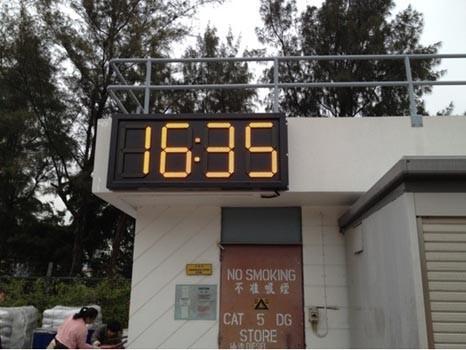 16:35
NO SMOKING
不准吸煙
CAT 5 DG
STORE